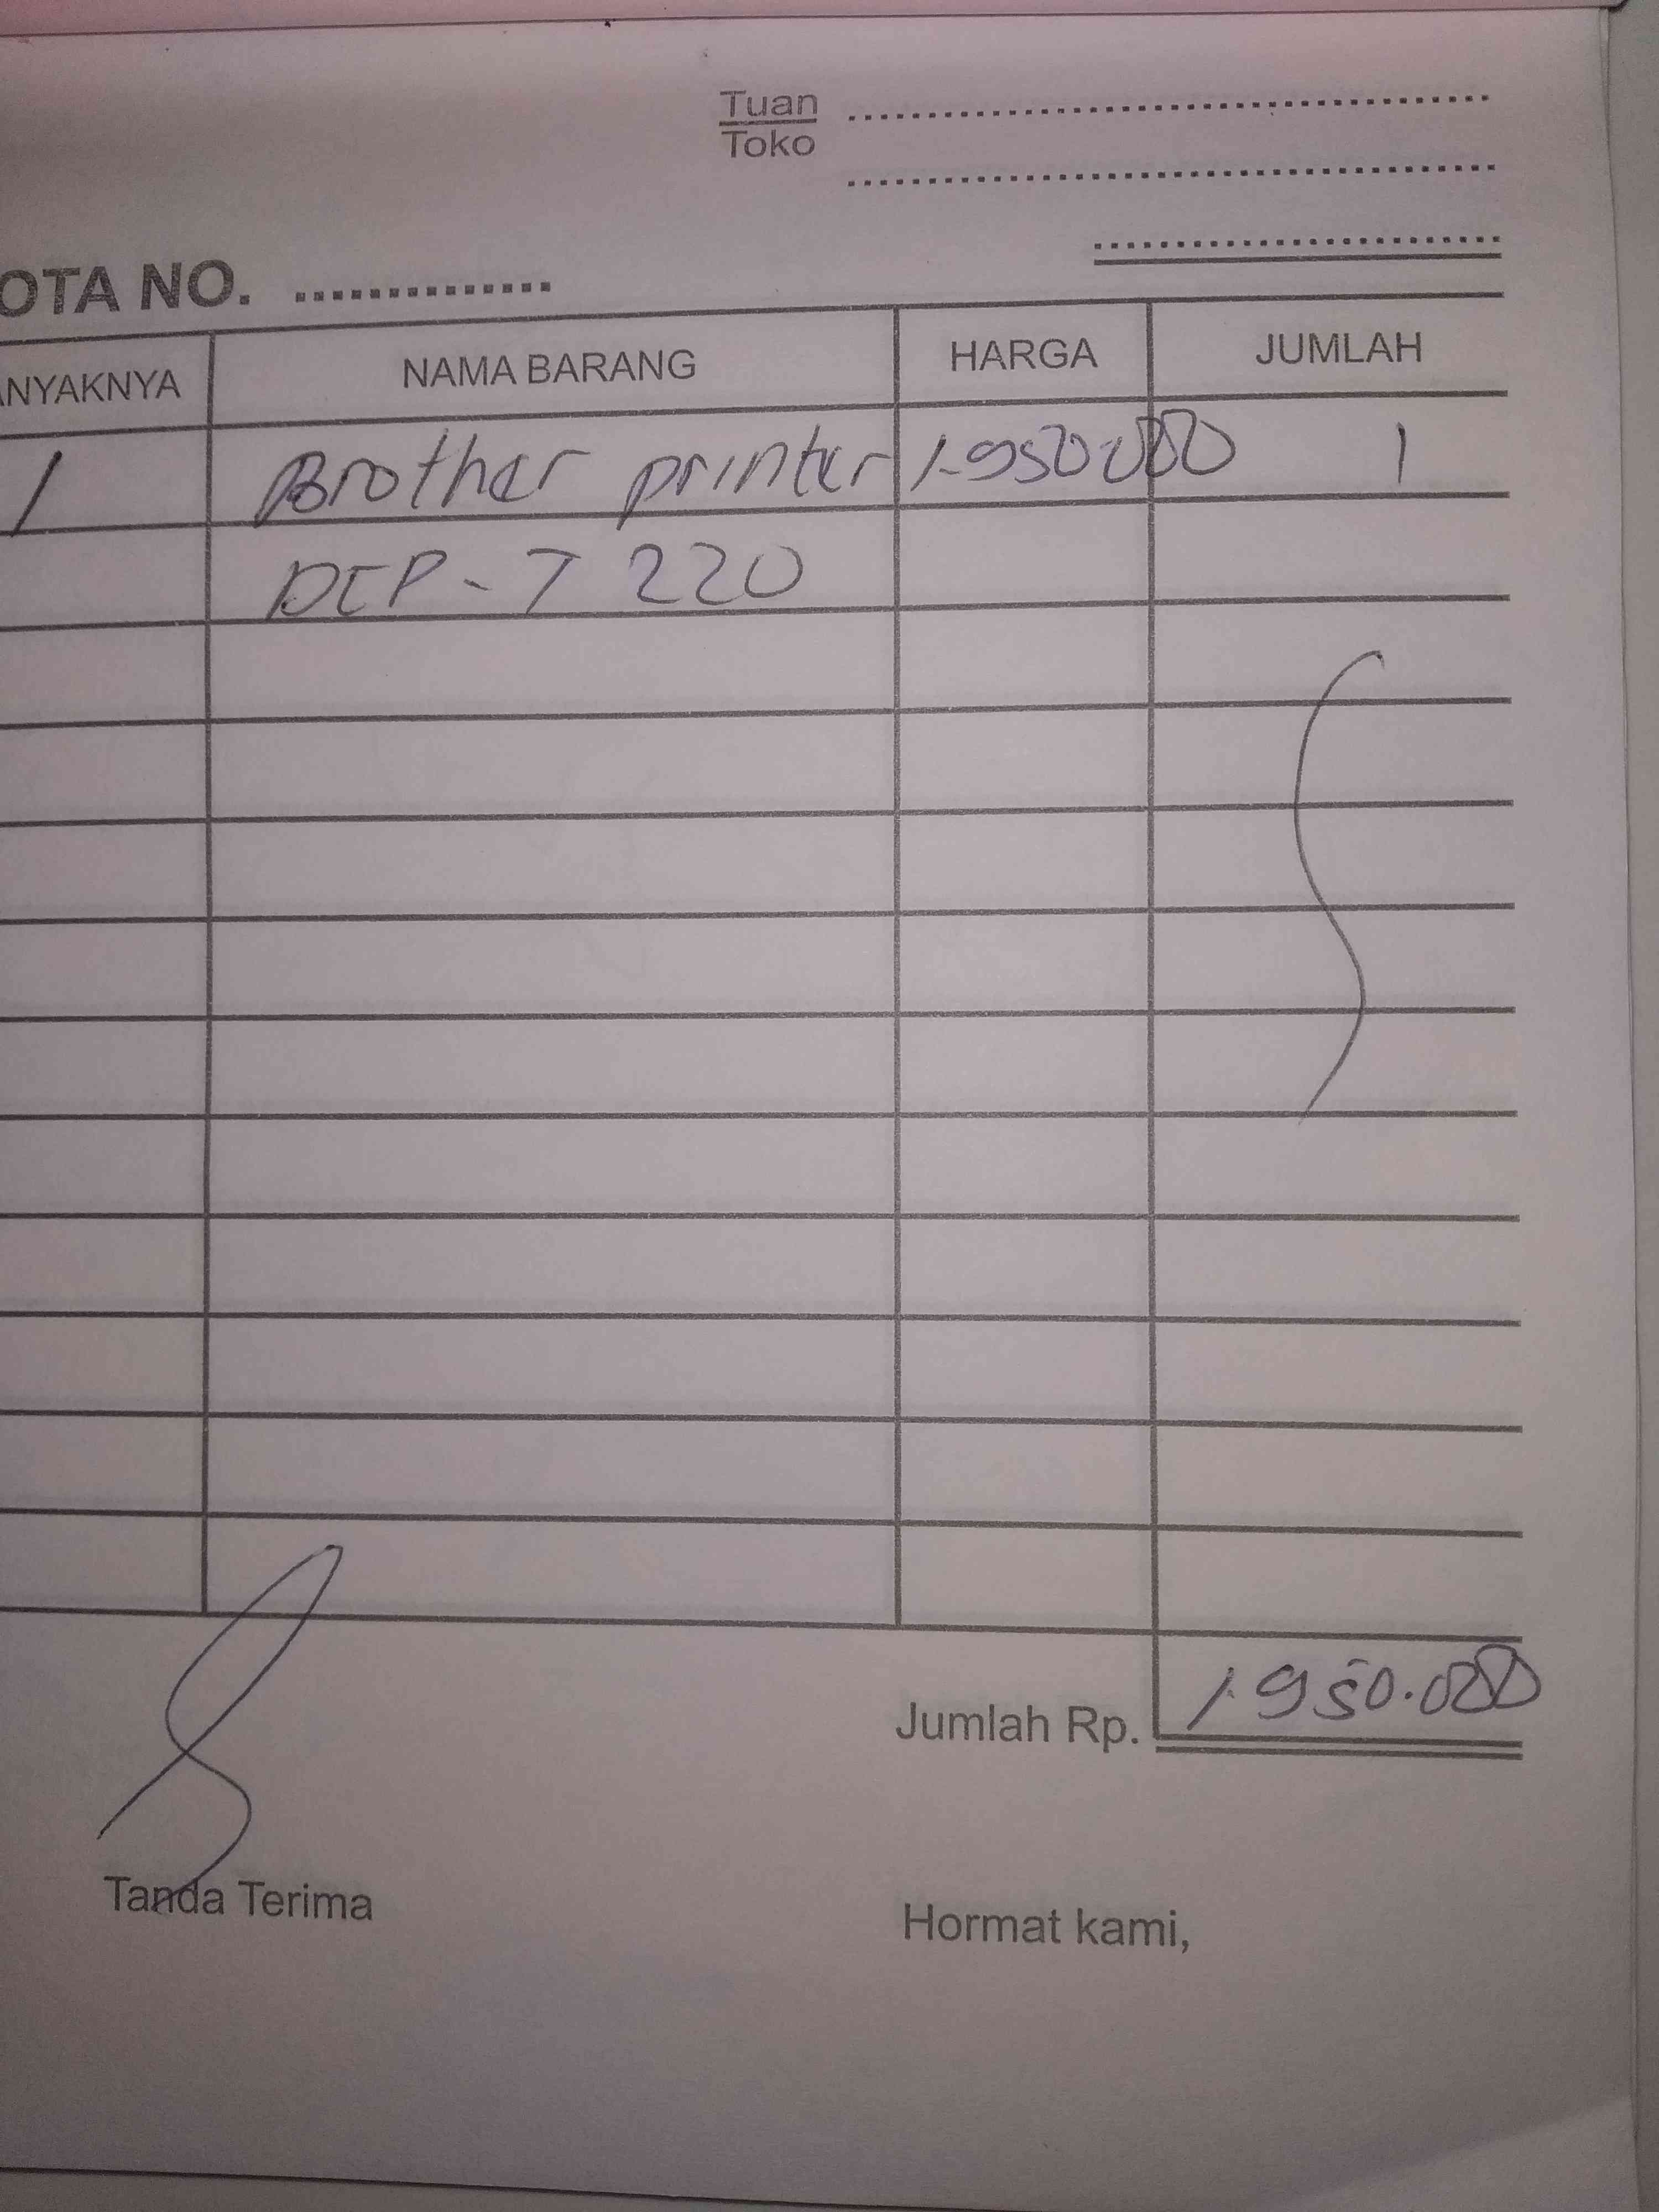 Tuan
Toko
OTA NO. ..............
ANYAKNYA NAMA BARANG HARGA JUMLAH
1 Brother printer 1.950.000 1
DCP - T 220
Jumlah Rp. 1.950.000
Tanda Terima
Hormat kami,